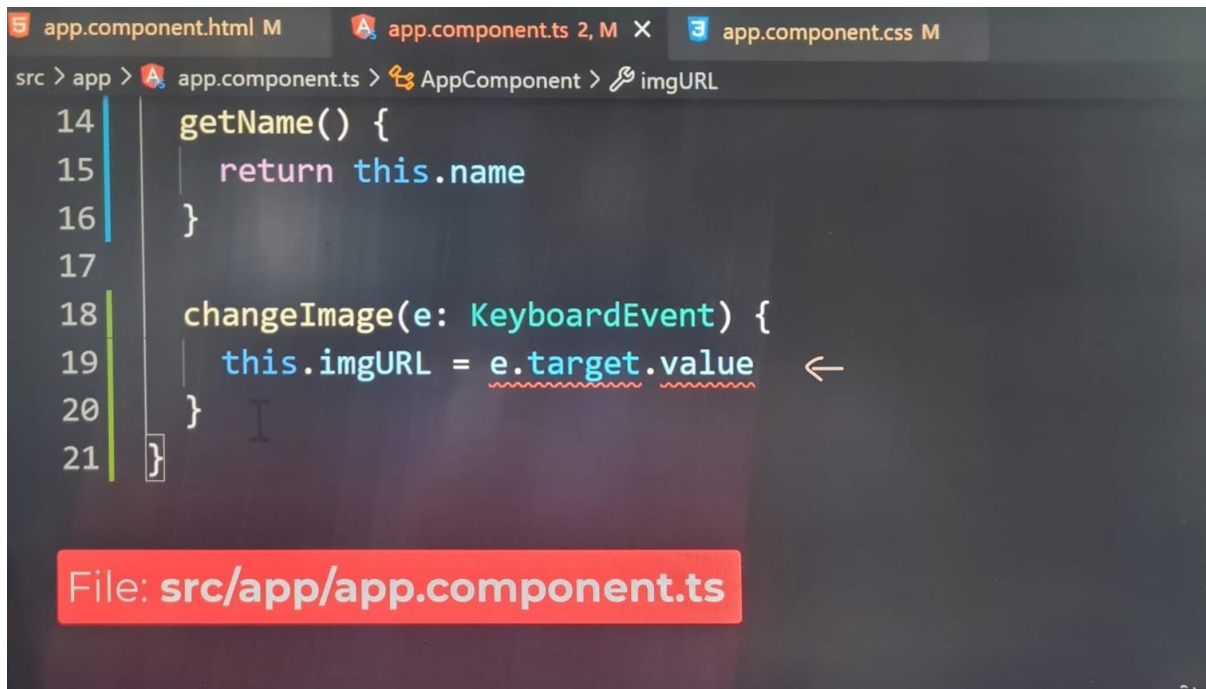 app.component.html M
app.component.ts 2, M
app.component.css M
src > app > app.component.ts > AppComponent > imgURL
14 getName() {
15 return this.name
16 }
17
18 changeImage(e: KeyboardEvent) {
19 this.imgURL = e.target.value
20 }
21 }
File: src/app/app.component.ts